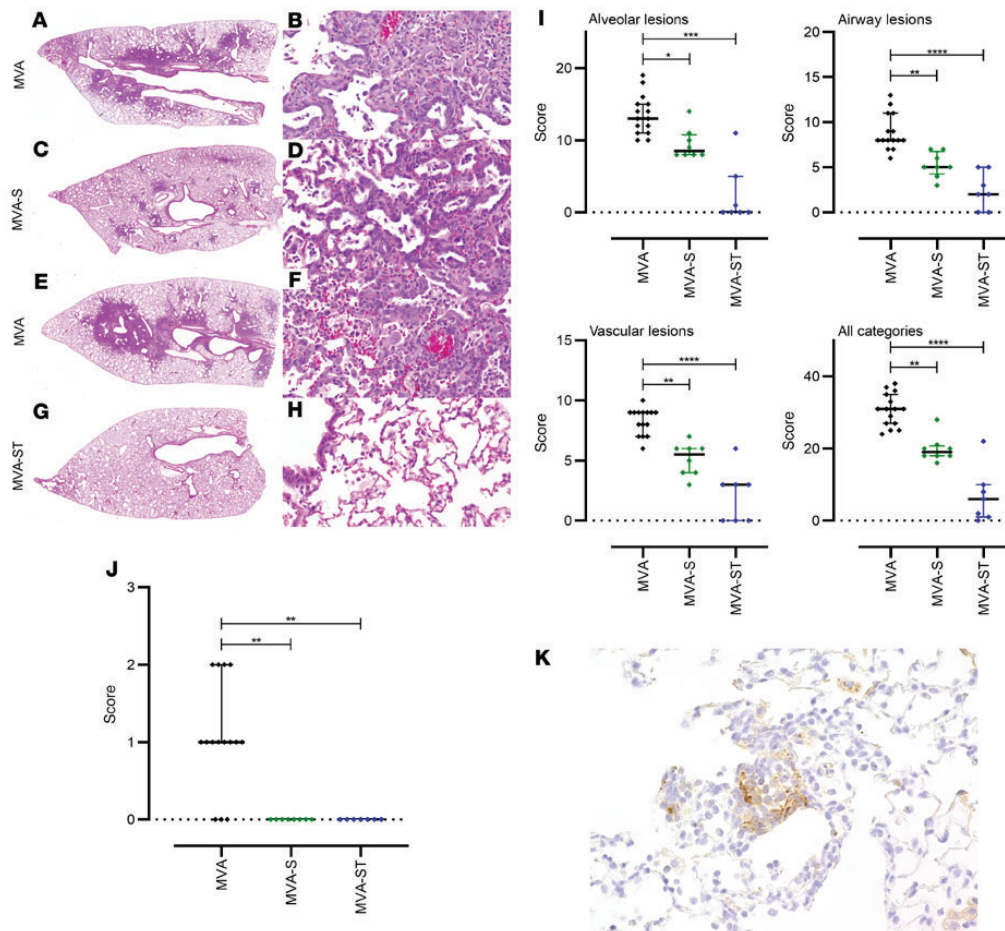 A
B
MVA
C
D
MVA-S
E
F
MVA
G
H
MVA-ST
I
Alveolar lesions
***
*
20
10
0
Score
MVA
MVA-S
MVA-ST
Airway lesions
****
**
20
15
10
5
0
Score
MVA
MVA-S
MVA-ST
Vascular lesions
****
**
15
10
5
0
Score
MVA
MVA-S
MVA-ST
All categories
****
**
40
20
0
Score
MVA
MVA-S
MVA-ST
J
**
**
3
2
1
0
Score
MVA
MVA-S
MVA-ST
K